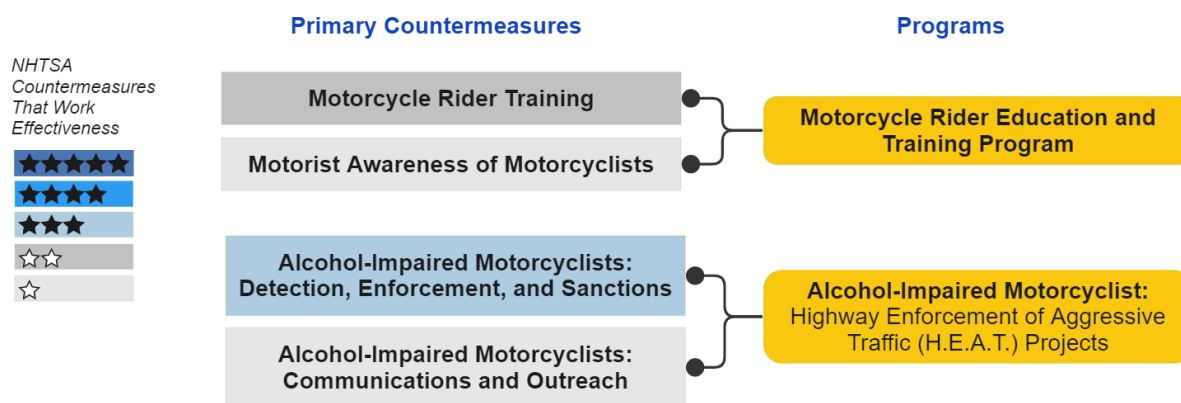 Primary Countermeasures
Programs
NHTSA
Countermeasures
That Work
Effectiveness
Motorcycle Rider Training
Motorist Awareness of Motorcyclists
Motorcycle Rider Education and
Training Program
Alcohol-Impaired Motorcyclists:
Detection, Enforcement, and Sanctions
Alcohol-Impaired Motorcyclists:
Communications and Outreach
Alcohol-Impaired Motorcyclist:
Highway Enforcement of Aggressive
Traffic (H.E.A.T.) Projects